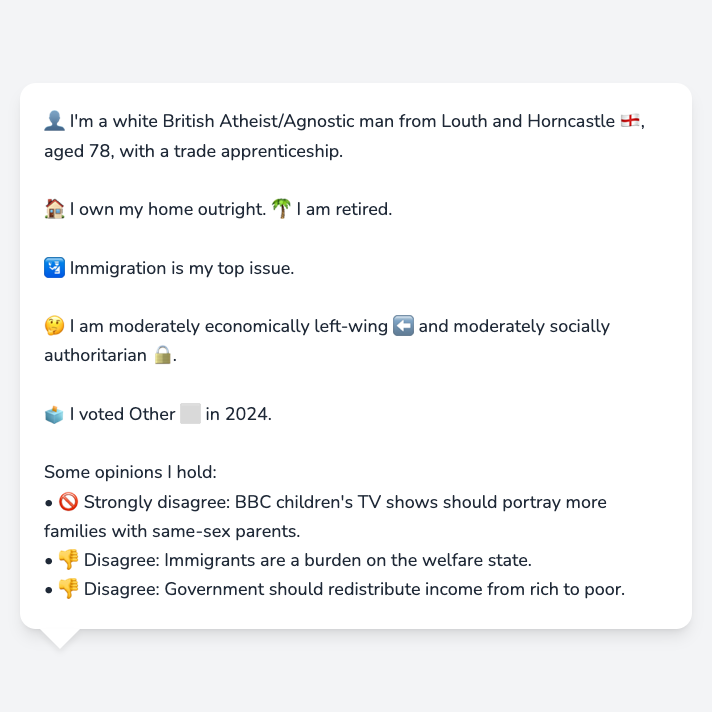 👤 I'm a white British Atheist/Agnostic man from Louth and Horncastle 🏴󠁧󠁢󠁥󠁮󠁧󠁿,
aged 78, with a trade apprenticeship.
🏠 I own my home outright. 🌴 I am retired.
🛂 Immigration is my top issue.
🤔 I am moderately economically left-wing ⬅️ and moderately socially
authoritarian 🔒.
🗳️ I voted Other ⬜ in 2024.
Some opinions I hold:
• 🚫 Strongly disagree: BBC children's TV shows should portray more
families with same-sex parents.
• 👎 Disagree: Immigrants are a burden on the welfare state.
• 👎 Disagree: Government should redistribute income from rich to poor.